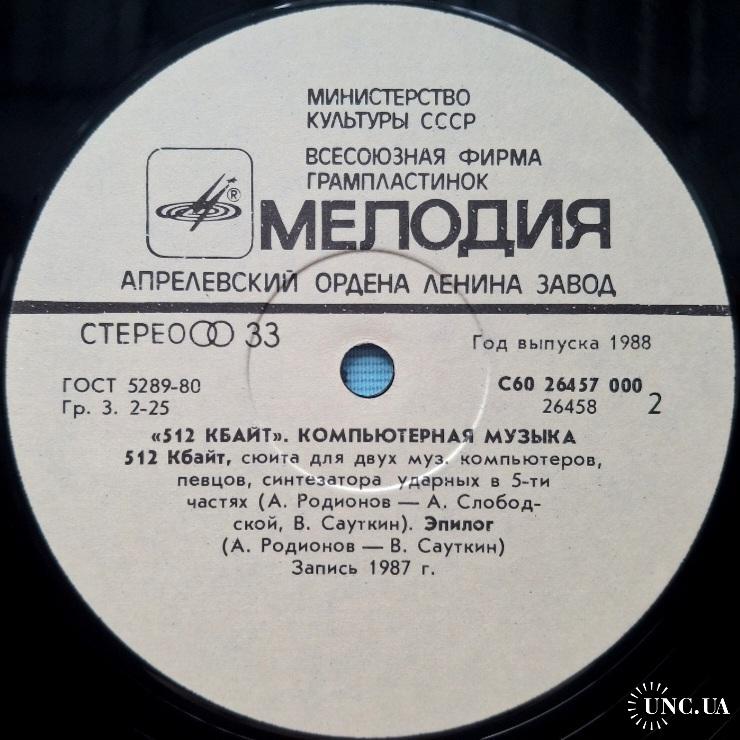 МИНИСТЕРСТВО
КУЛЬТУРЫ СССР
ВСЕСОЮЗНАЯ ФИРМА
ГРАМПЛАСТИНОК
®
МЕЛОДИЯ
АПРЕЛЕВСКИЙ ОРДЕНА ЛЕНИНА ЗАВОД
СТЕРЕО 33
Год выпуска 1988
ГОСТ 5289-80
С60 26457 000
Гр. 3. 2-25
26458 2
«512 КБАЙТ». КОМПЬЮТЕРНАЯ МУЗЫКА
512 Кбайт, сюита для двух муз. компьютеров,
певцов, синтезатора ударных в 5-ти
частях (А. Родионов — А. Слобод-
ской, В. Сауткин). Эпилог
(А. Родионов — В. Сауткин)
Запись 1987 г.
UNC.UA